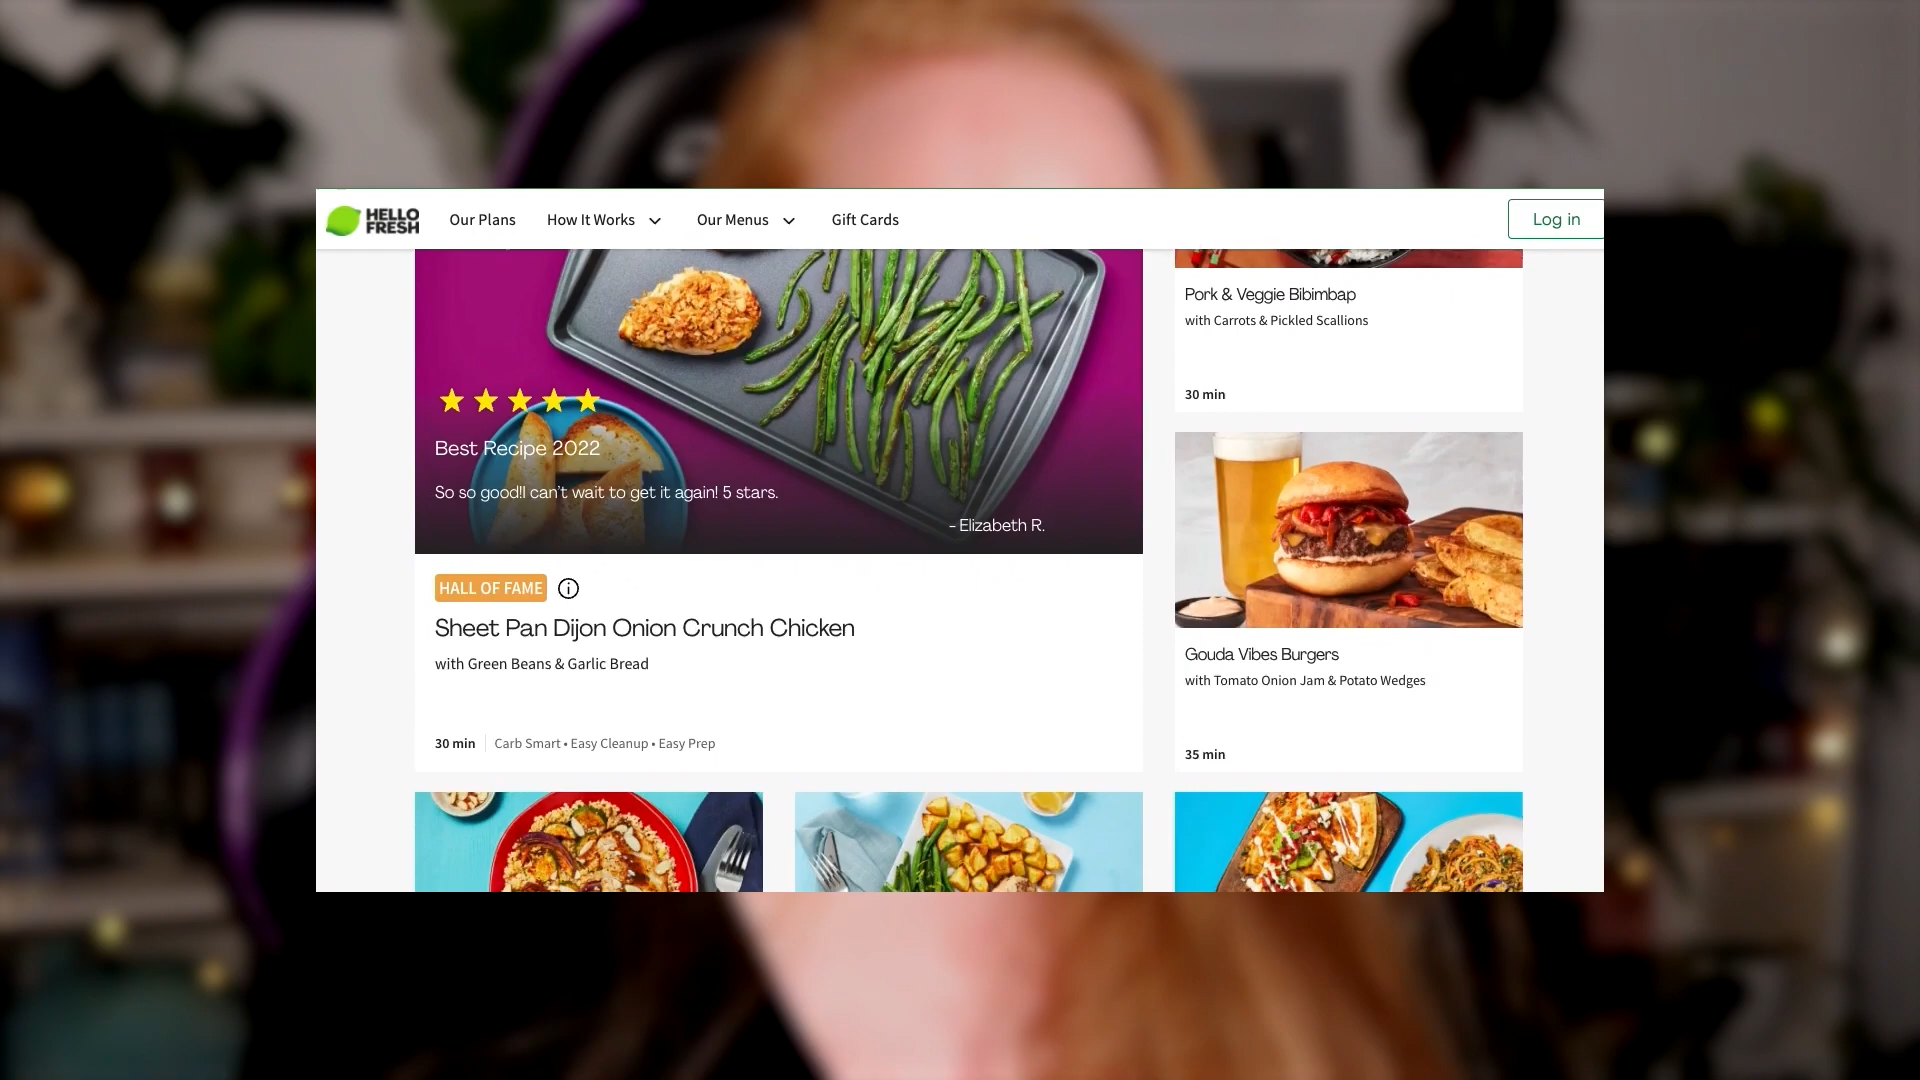 HELLO
FRESH
Our Plans
How It Works
Our Menus
Gift Cards
Log in
Best Recipe 2022
So so good!I can't wait to get it again! 5 stars.
- Elizabeth R.
HALL OF FAME
Sheet Pan Dijon Onion Crunch Chicken
with Green Beans & Garlic Bread
30 min
Carb Smart • Easy Cleanup • Easy Prep
Pork & Veggie Bibimbap
with Carrots & Pickled Scallions
30 min
Gouda Vibes Burgers
with Tomato Onion Jam & Potato Wedges
35 min